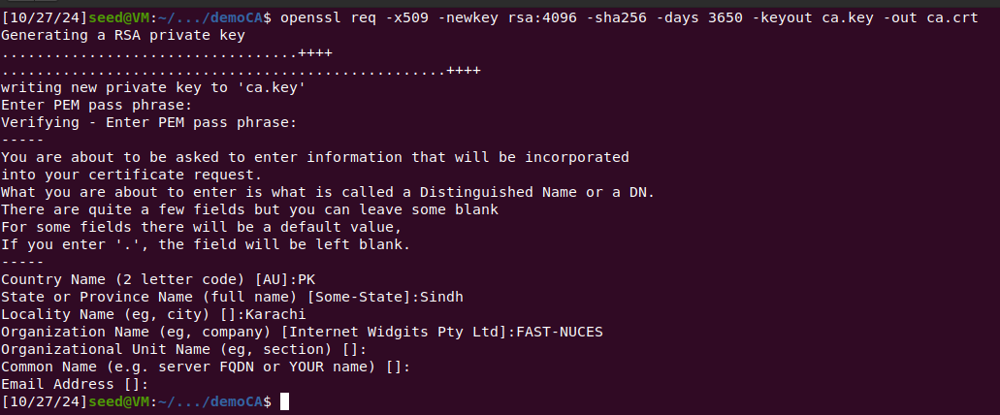 [10/27/24]seed@VM:~/.../demoCA$ openssl req -x509 -newkey rsa:4096 -sha256 -days 3650 -keyout ca.key -out ca.crt
Generating a RSA private key
..................................++++
...................................................++++
writing new private key to 'ca.key'
Enter PEM pass phrase:
Verifying - Enter PEM pass phrase:
-----
You are about to be asked to enter information that will be incorporated
into your certificate request.
What you are about to enter is what is called a Distinguished Name or a DN.
There are quite a few fields but you can leave some blank
For some fields there will be a default value,
If you enter '.', the field will be left blank.
-----
Country Name (2 letter code) [AU]:PK
State or Province Name (full name) [Some-State]:Sindh
Locality Name (eg, city) []:Karachi
Organization Name (eg, company) [Internet Widgits Pty Ltd]:FAST-NUCES
Organizational Unit Name (eg, section) []:
Common Name (e.g. server FQDN or YOUR name) []:
Email Address []:
[10/27/24]seed@VM:~/.../demoCA$